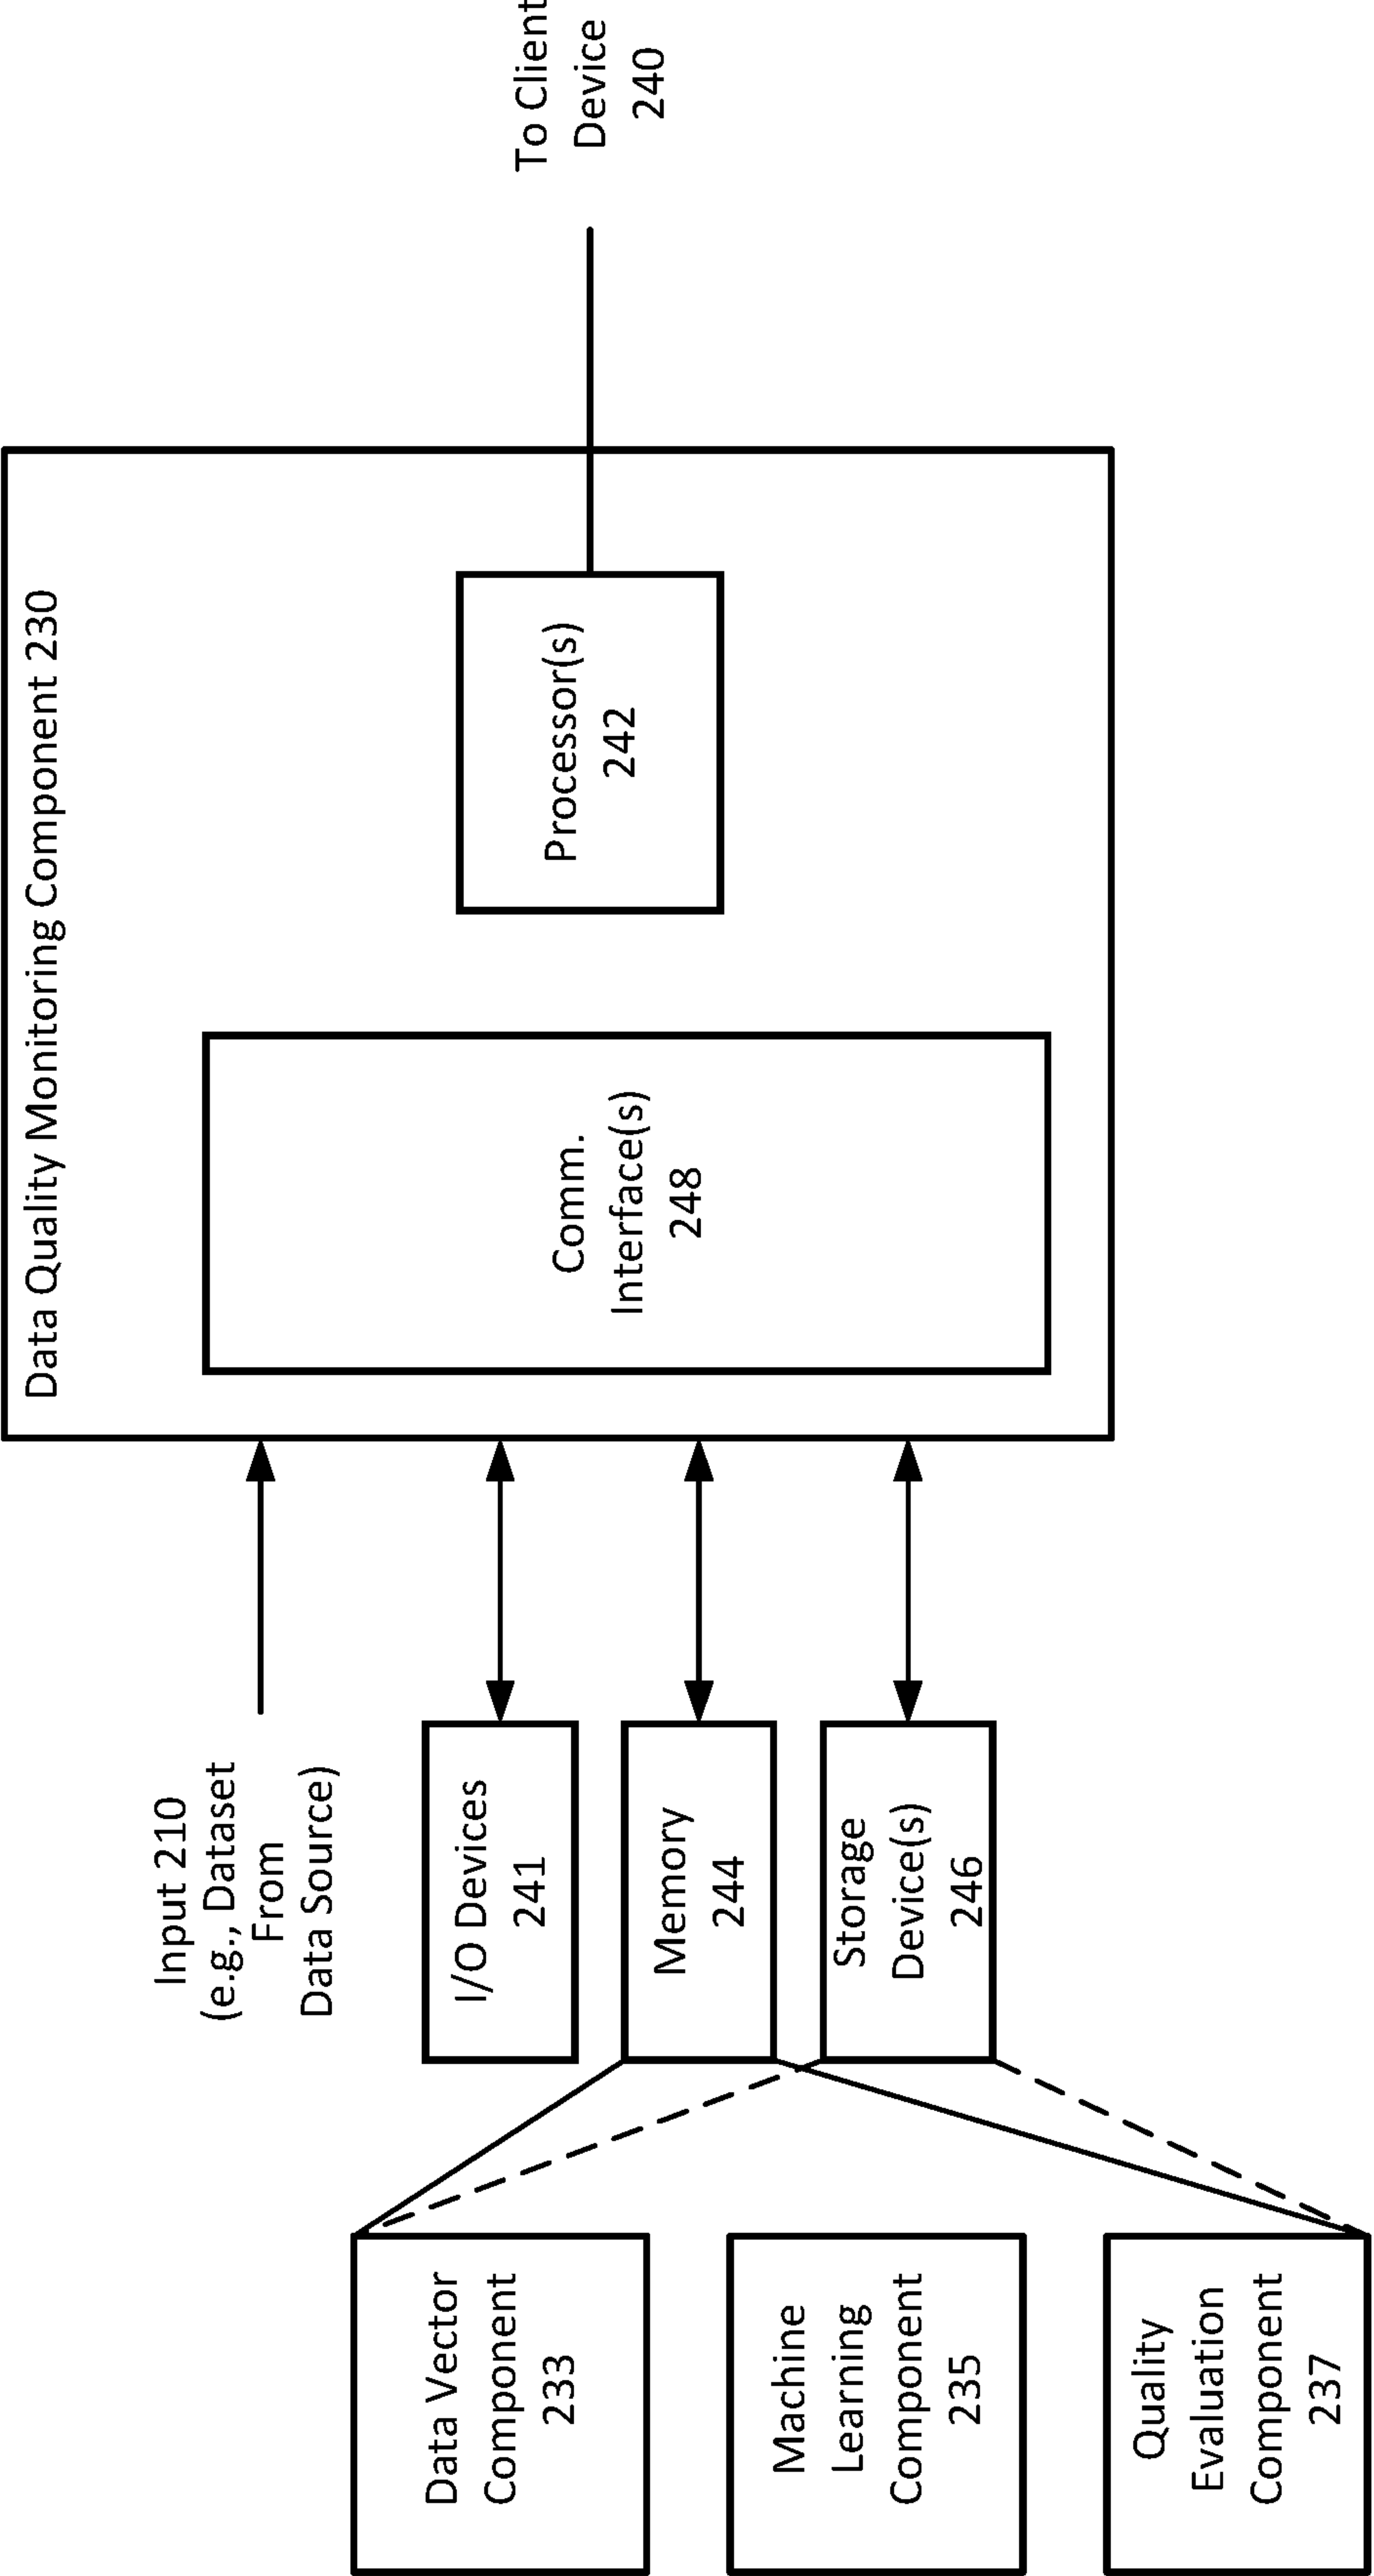 Data Quality Monitoring Component 230
Input 210
(e.g., Dataset
From
Data Source)
I/O Devices
241
Memory
244
Storage
Device(s)
246
Comm.
Interface(s)
248
Processor(s)
242
To Client
Device
240
Data Vector
Component
233
Machine
Learning
Component
235
Quality
Evaluation
Component
237